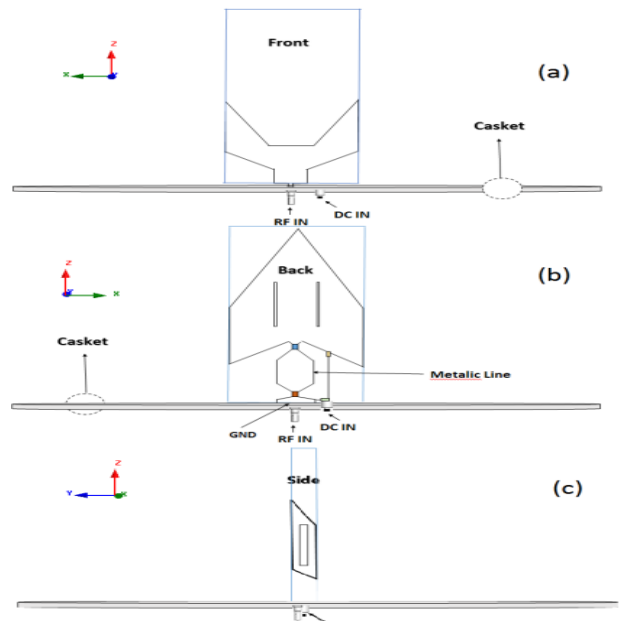 Front
Z
X
(a)
Casket
RF IN
DC IN
Z
Y
X
Back
(b)
Casket
Metalic Line
GND
RF IN
DC IN
Z
Y
X
Side
(c)